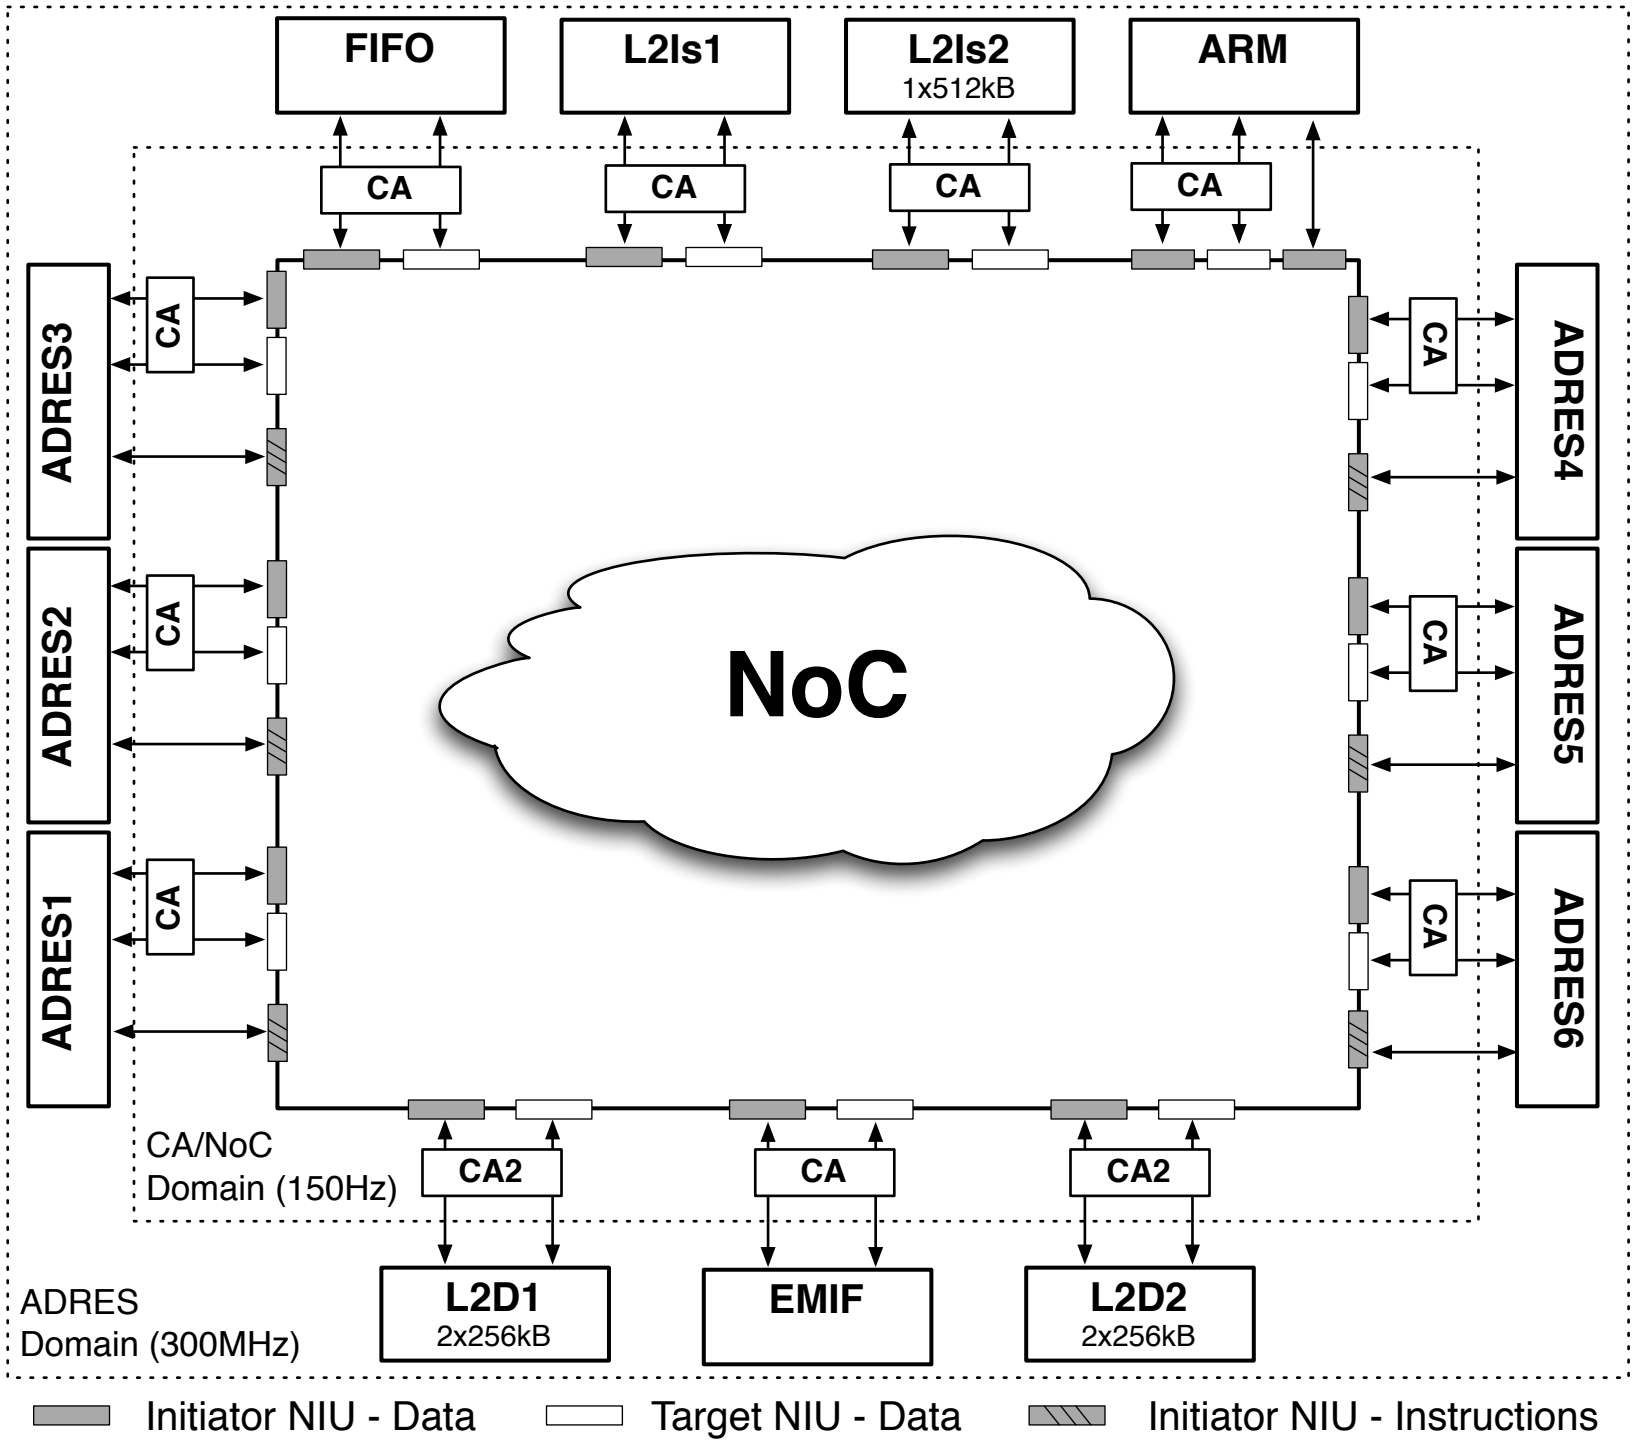 FIFO
L2Is1
L2Is2
1x512kB
ARM
CA
CA
CA
CA
ADRES3
CA
CA
ADRES4
ADRES2
CA
NoC
CA
ADRES5
ADRES1
CA
CA
ADRES6
CA/NoC
Domain (150Hz)
CA2
CA
CA2
ADRES
Domain (300MHz)
L2D1
2x256kB
EMIF
L2D2
2x256kB
Initiator NIU - Data
Target NIU - Data
Initiator NIU - Instructions